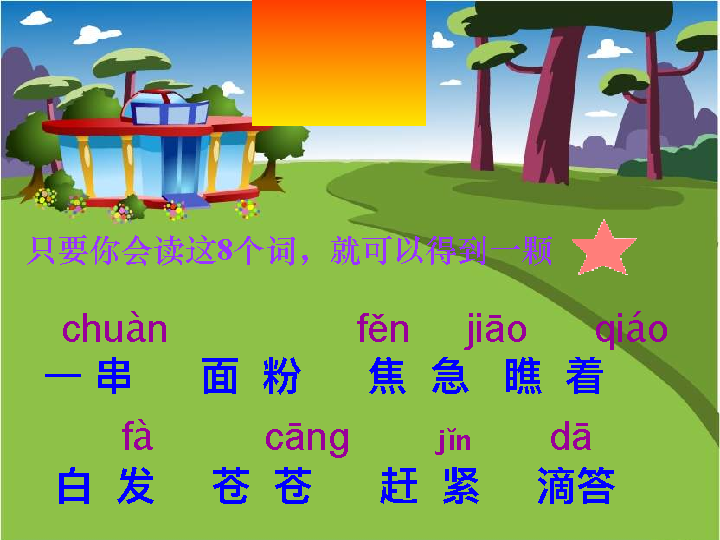 只要你会读这8个词，就可以得到一颗
chuàn fěn jiāo qiáo
一串 面粉 焦急 瞧着
fà cāng jǐn dā
白发 苍苍 赶紧 滴答